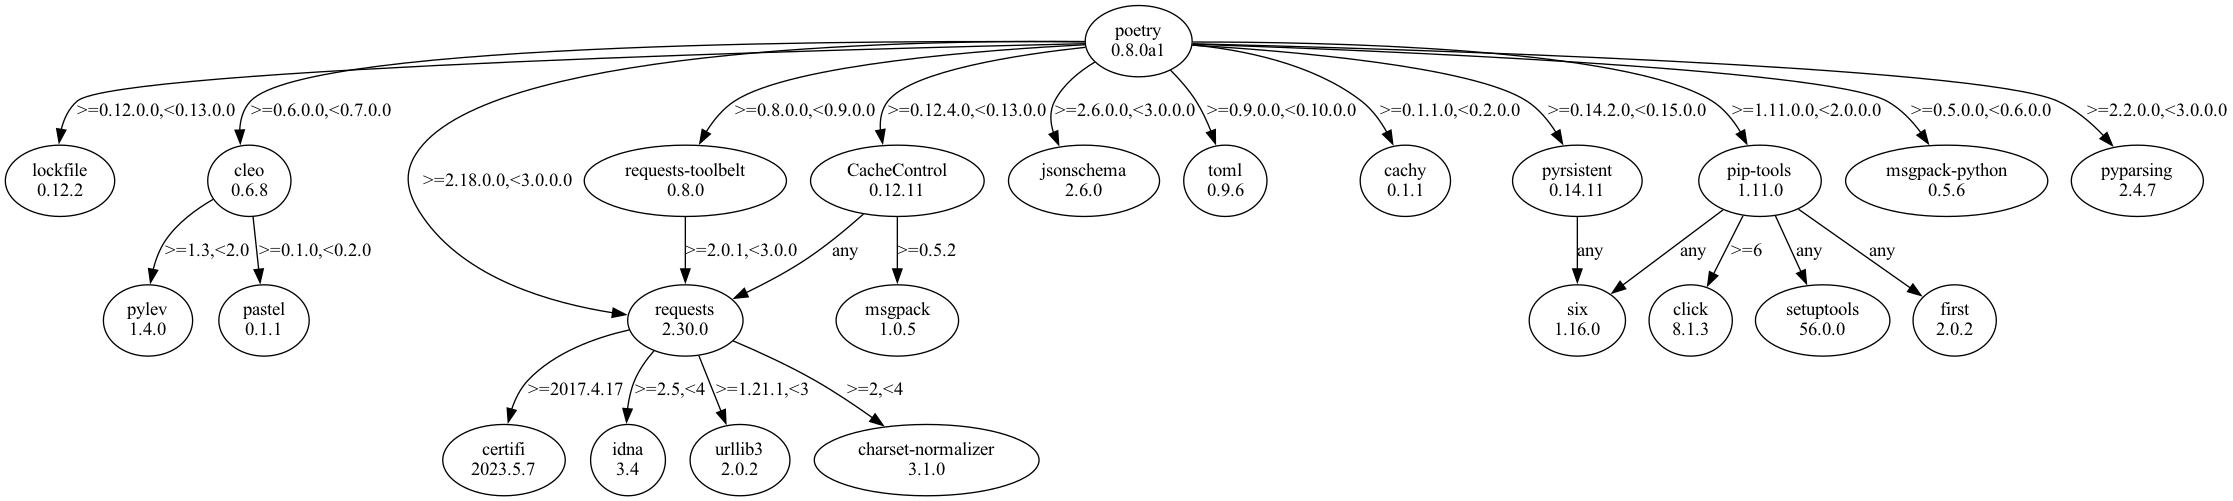 poetry
0.8.0a1
>=0.12.0.0,<0.13.0.0
>=0.6.0.0,<0.7.0.0
>=2.18.0.0,<3.0.0.0
>=0.8.0.0,<0.9.0.0
>=0.12.4.0,<0.13.0.0
>=2.6.0.0,<3.0.0.0
>=0.9.0.0,<0.10.0.0
>=0.1.1.0,<0.2.0.0
>=0.14.2.0,<0.15.0.0
>=1.11.0.0,<2.0.0.0
>=0.5.0.0,<0.6.0.0
>=2.2.0.0,<3.0.0.0
lockfile
0.12.2
cleo
0.6.8
requests-toolbelt
0.8.0
CacheControl
0.12.11
jsonschema
2.6.0
toml
0.9.6
cachy
0.1.1
pyrsistent
0.14.11
pip-tools
1.11.0
msgpack-python
0.5.6
pyparsing
2.4.7
>=1.3,<2.0
>=0.1.0,<0.2.0
>=2.0.1,<3.0.0
any
>=0.5.2
any
any
>=6
any
any
pylev
1.4.0
pastel
0.1.1
requests
2.30.0
msgpack
1.0.5
six
1.16.0
click
8.1.3
setuptools
56.0.0
first
2.0.2
>=2017.4.17
>=2.5,<4
>=1.21.1,<3
>=2,<4
certifi
2023.5.7
idna
3.4
urllib3
2.0.2
charset-normalizer
3.1.0